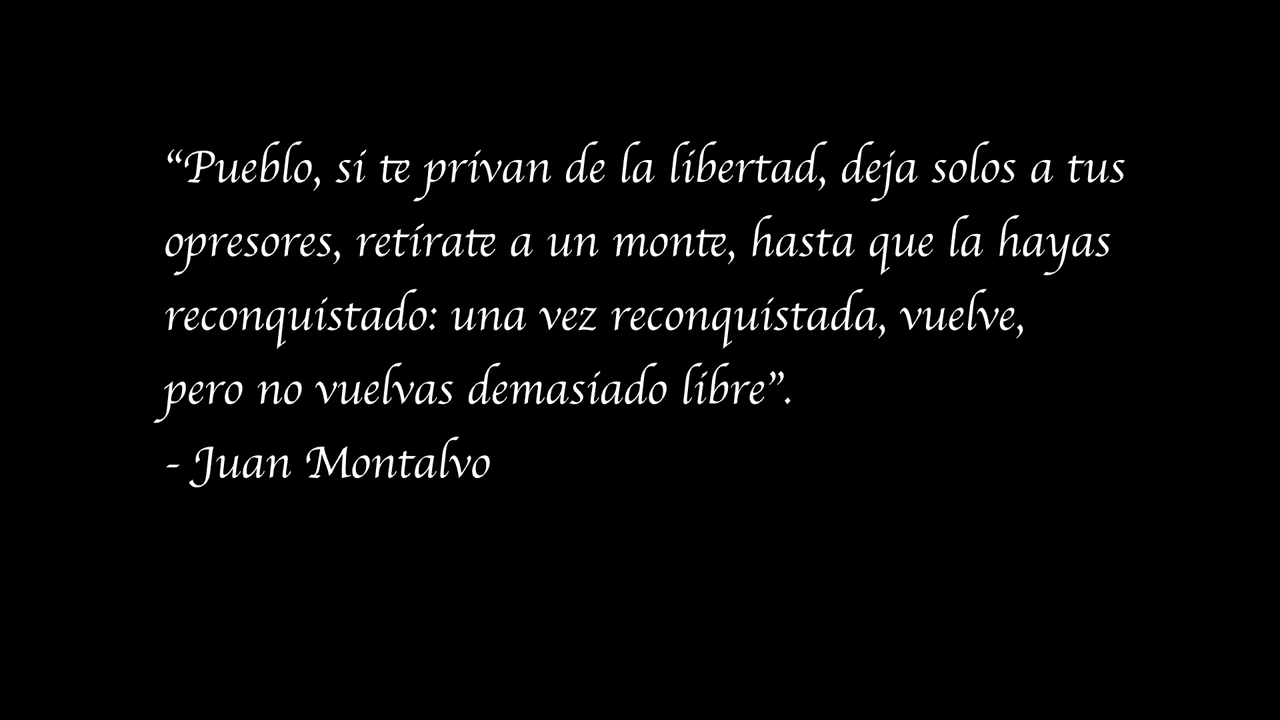 “Pueblo, si te privan de la libertad, deja solos a tus
opresores, retírate a un monte, hasta que la hayas
reconquistado: una vez reconquistada, vuelve,
pero no vuelvas demasiado libre”.
- Juan Montalvo